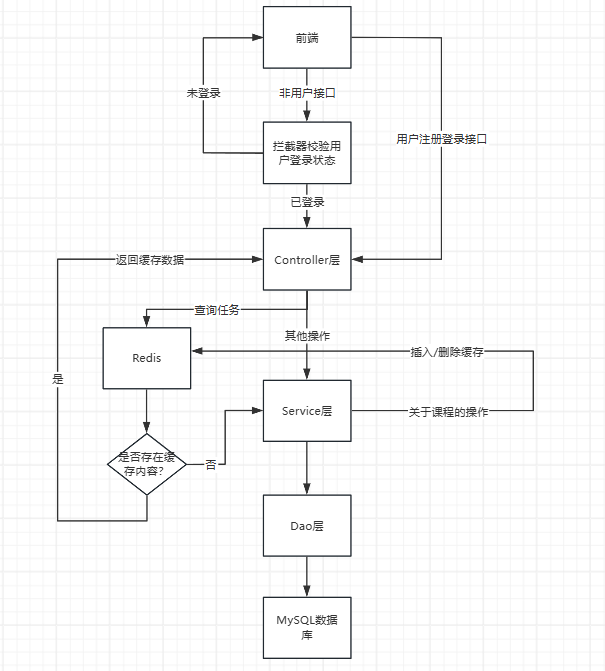 前端
未登录
非用户接口
用户注册登录接口
拦截器校验用
户登录状态
已登录
返回缓存数据
Controller层
查询任务
其他操作
Redis
插入/删除缓存
是
Service层
关于课程的操作
是否存在缓
存内容?
否
Dao层
MySQL数据
库